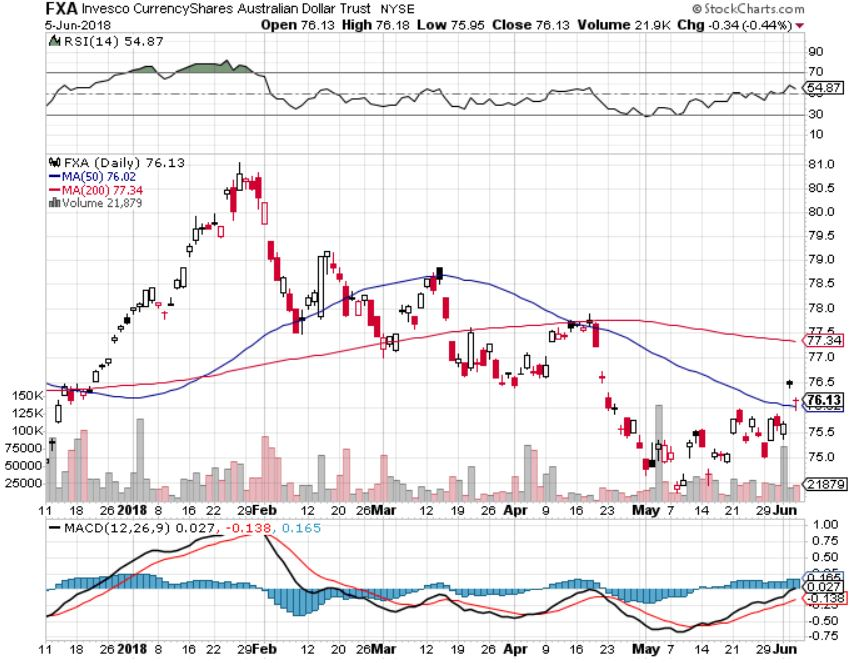 FXA Invesco CurrencyShares Australian Dollar Trust NYSE © StockCharts.com
5-Jun-2018 Open 76.13 High 76.18 Low 75.95 Close 76.13 Volume 21.9K Chg -0.34 (-0.44%)
RSI(14) 54.87
90
70
54.87
30
10
FXA (Daily) 76.13
MA(50) 76.02
MA(200) 77.34
Volume 21,879
81.0
80.5
80.0
79.5
79.0
78.5
78.0
77.5
77.34
77.0
76.5
76.13
75.5
75.0
150K
125K
100K
75000
50000
25000
21879
11 18 26 2018 8 16 22 29 Feb 12 20 26 Mar 12 19 26 Apr 9 16 23 May 7 14 21 29 Jun
MACD(12,26,9) 0.027, -0.138, 0.165
1.00
0.75
0.50
0.165
0.027
-0.138
-0.25
-0.50
-0.75
11 18 26 2018 8 16 22 29 Feb 12 20 26 Mar 12 19 26 Apr 9 16 23 May 7 14 21 29 Jun